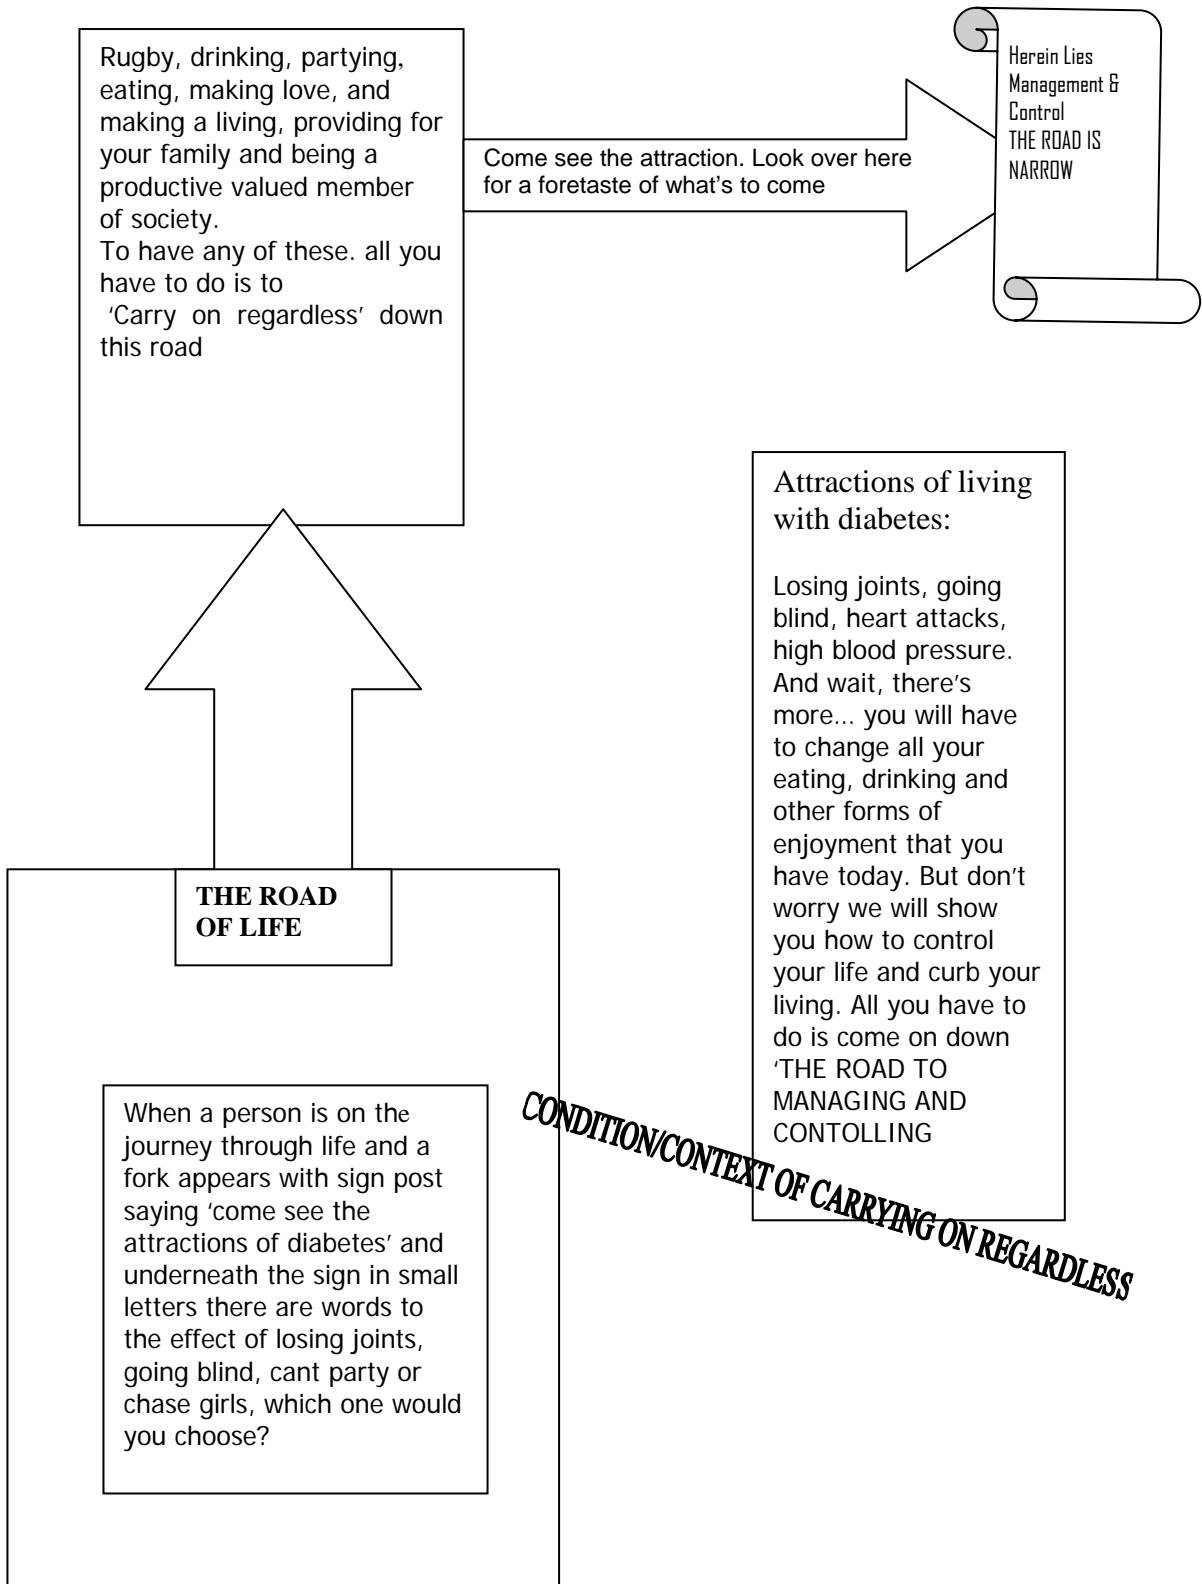 Rugby, drinking, partying,
eating, making love, and
making a living, providing for
your family and being a
productive valued member
of society.
To have any of these. all you
have to do is to
'Carry on regardless' down
this road
Come see the attraction. Look over here
for a foretaste of what's to come
Herein Lies
Management &
Control
THE ROAD IS
NARROW
Attractions of living
with diabetes:
Losing joints, going
blind, heart attacks,
high blood pressure.
And wait, there's
more... you will have
to change all your
eating, drinking and
other forms of
enjoyment that you
have today. But don't
worry we will show
you how to control
your life and curb your
living. All you have to
do is come on down
'THE ROAD TO
MANAGING AND
CONTOLLING
THE ROAD
OF LIFE
When a person is on the
journey through life and a
fork appears with sign post
saying 'come see the
attractions of diabetes' and
underneath the sign in small
letters there are words to
the effect of losing joints,
going blind, cant party or
chase girls, which one would
you choose?
CONDITION/CONTEXT OF CARRYING ON REGARDLESS